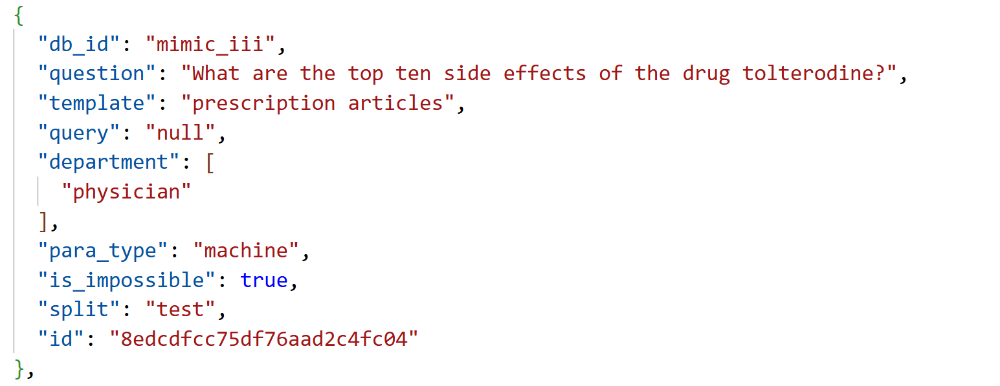 {
"db_id": "mimic_iii",
"question": "What are the top ten side effects of the drug tolterodine?",
"template": "prescription articles",
"query": "null",
"department": [
"physician"
],
"para_type": "machine",
"is_impossible": true,
"split": "test",
"id": "8edcdfcc75df76aad2c4fc04"
},